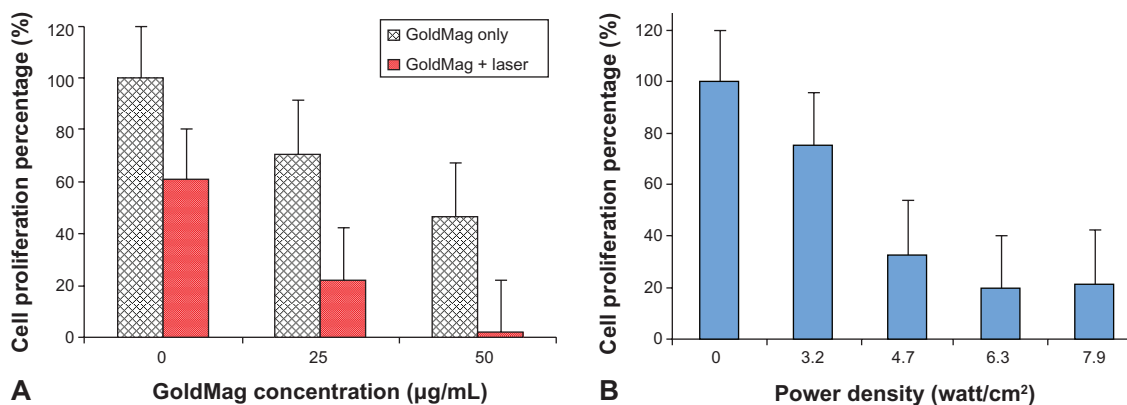 Cell proliferation percentage (%)
120
100
80
60
40
20
0
GoldMag only
GoldMag + laser
0 25 50
A GoldMag concentration (µg/mL)
Cell proliferation percentage (%)
120
100
80
60
40
20
0
0 3.2 4.7 6.3 7.9
B Power density (watt/cm²)